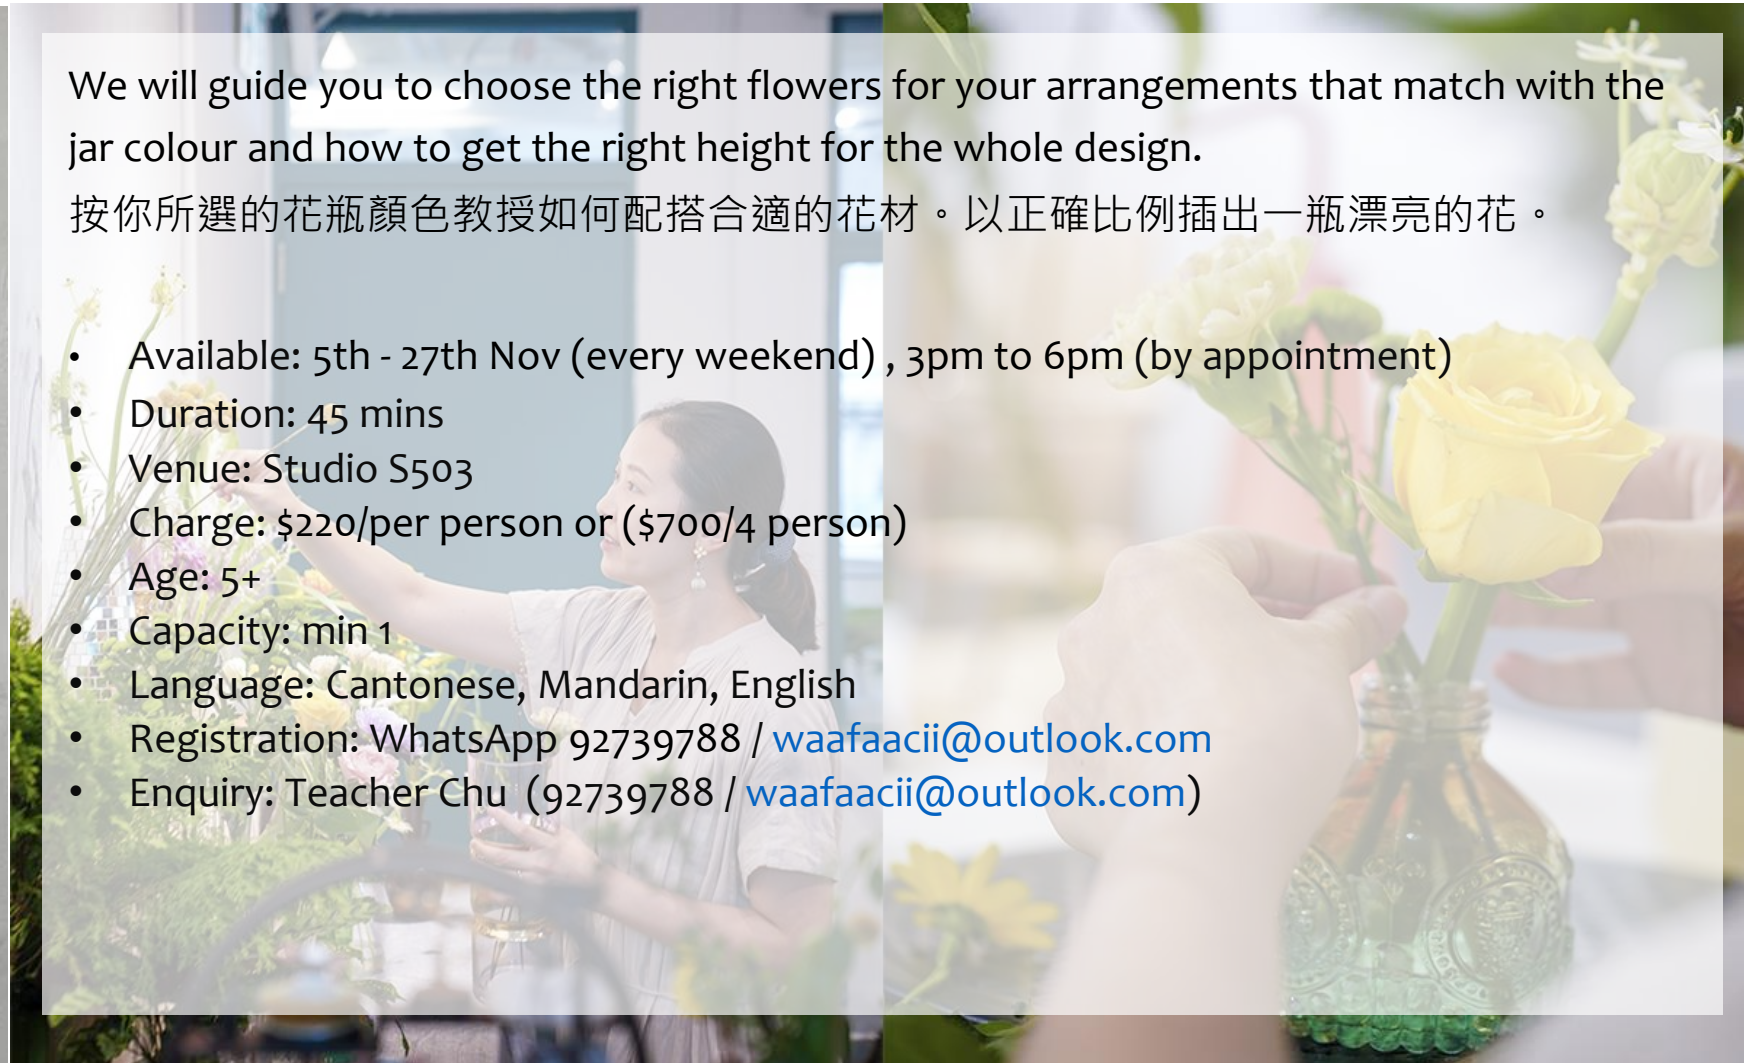 We will guide you to choose the right flowers for your arrangements that match with the
jar colour and how to get the right height for the whole design.
按你所選的花瓶顏色教授如何配搭合適的花材。以正確比例插出一瓶漂亮的花。
• Available: 5th - 27th Nov (every weekend) , 3pm to 6pm (by appointment)
• Duration: 45 mins
• Venue: Studio S503
• Charge: $220/per person or ($700/4 person)
• Age: 5+
• Capacity: min 1
• Language: Cantonese, Mandarin, English
• Registration: WhatsApp 92739788 / waafaacii@outlook.com
• Enquiry: Teacher Chu (92739788 / waafaacii@outlook.com)